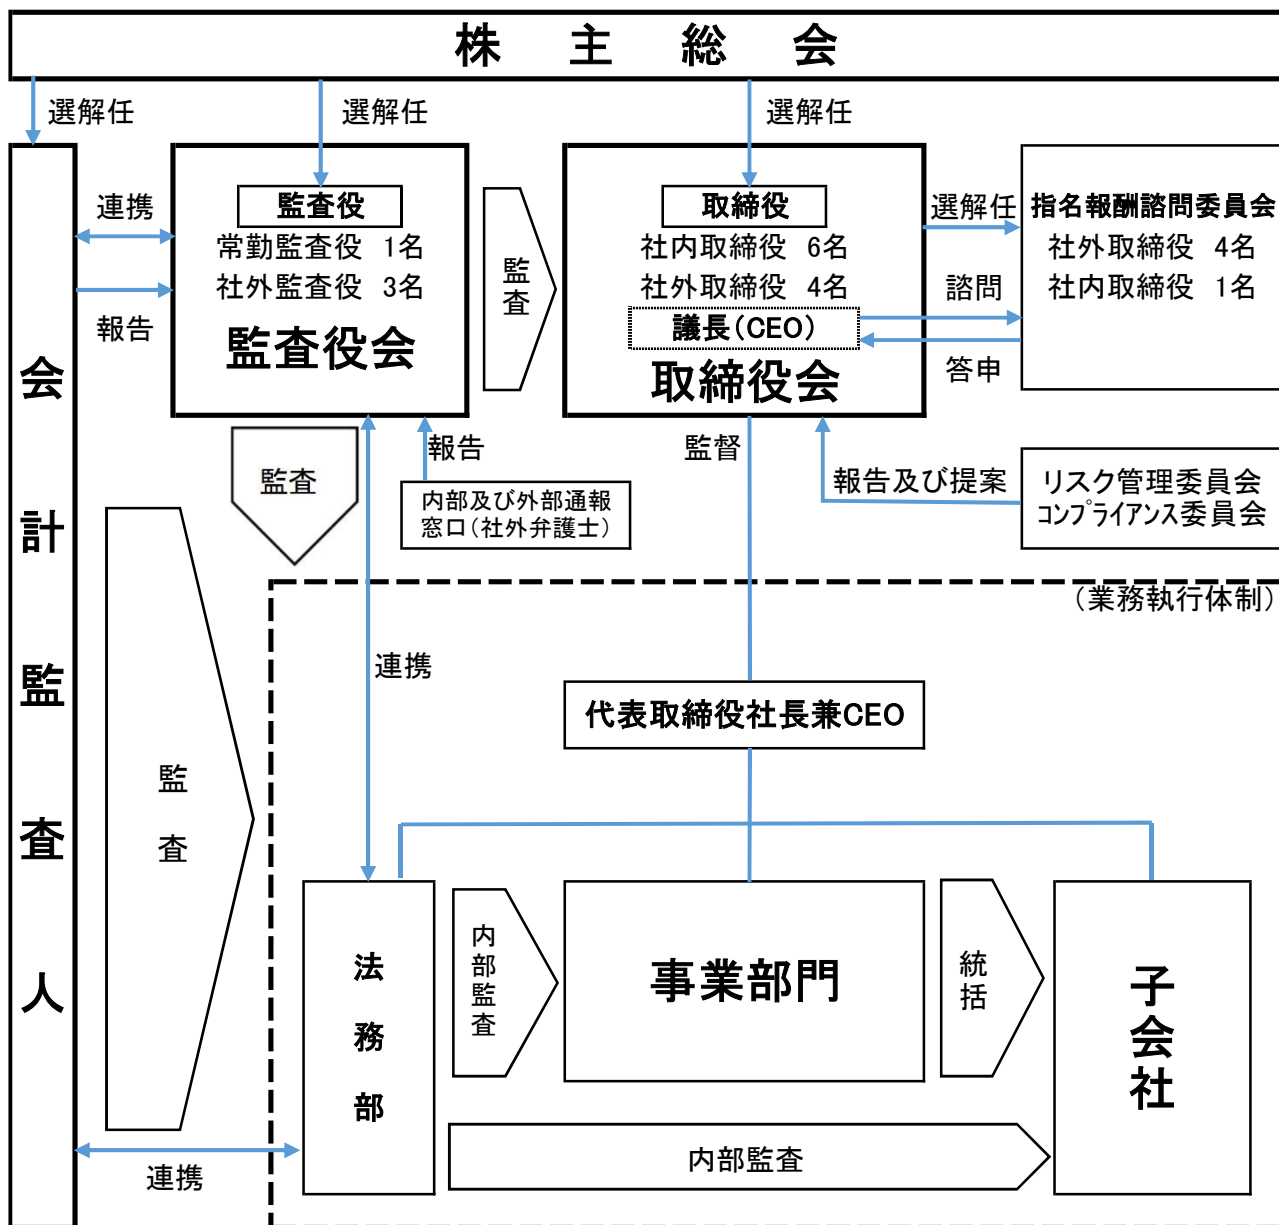 株主総会
選解任
選解任
選解任
会計監査人
連携
報告
監査役
常勤監査役 1名
社外監査役 3名
監査役会
監査
取締役
社内取締役 6名
社外取締役 4名
議長(CEO)
取締役会
選解任
諮問
答申
指名報酬諮問委員会
社外取締役 4名
社内取締役 1名
監査
報告
内部及び外部通報
窓口(社外弁護士)
監督
報告及び提案
リスク管理委員会
コンプライアンス委員会
(業務執行体制)
連携
代表取締役社長兼CEO
監査
法務部
内部監査
事業部門
統括
子会社
内部監査
連携